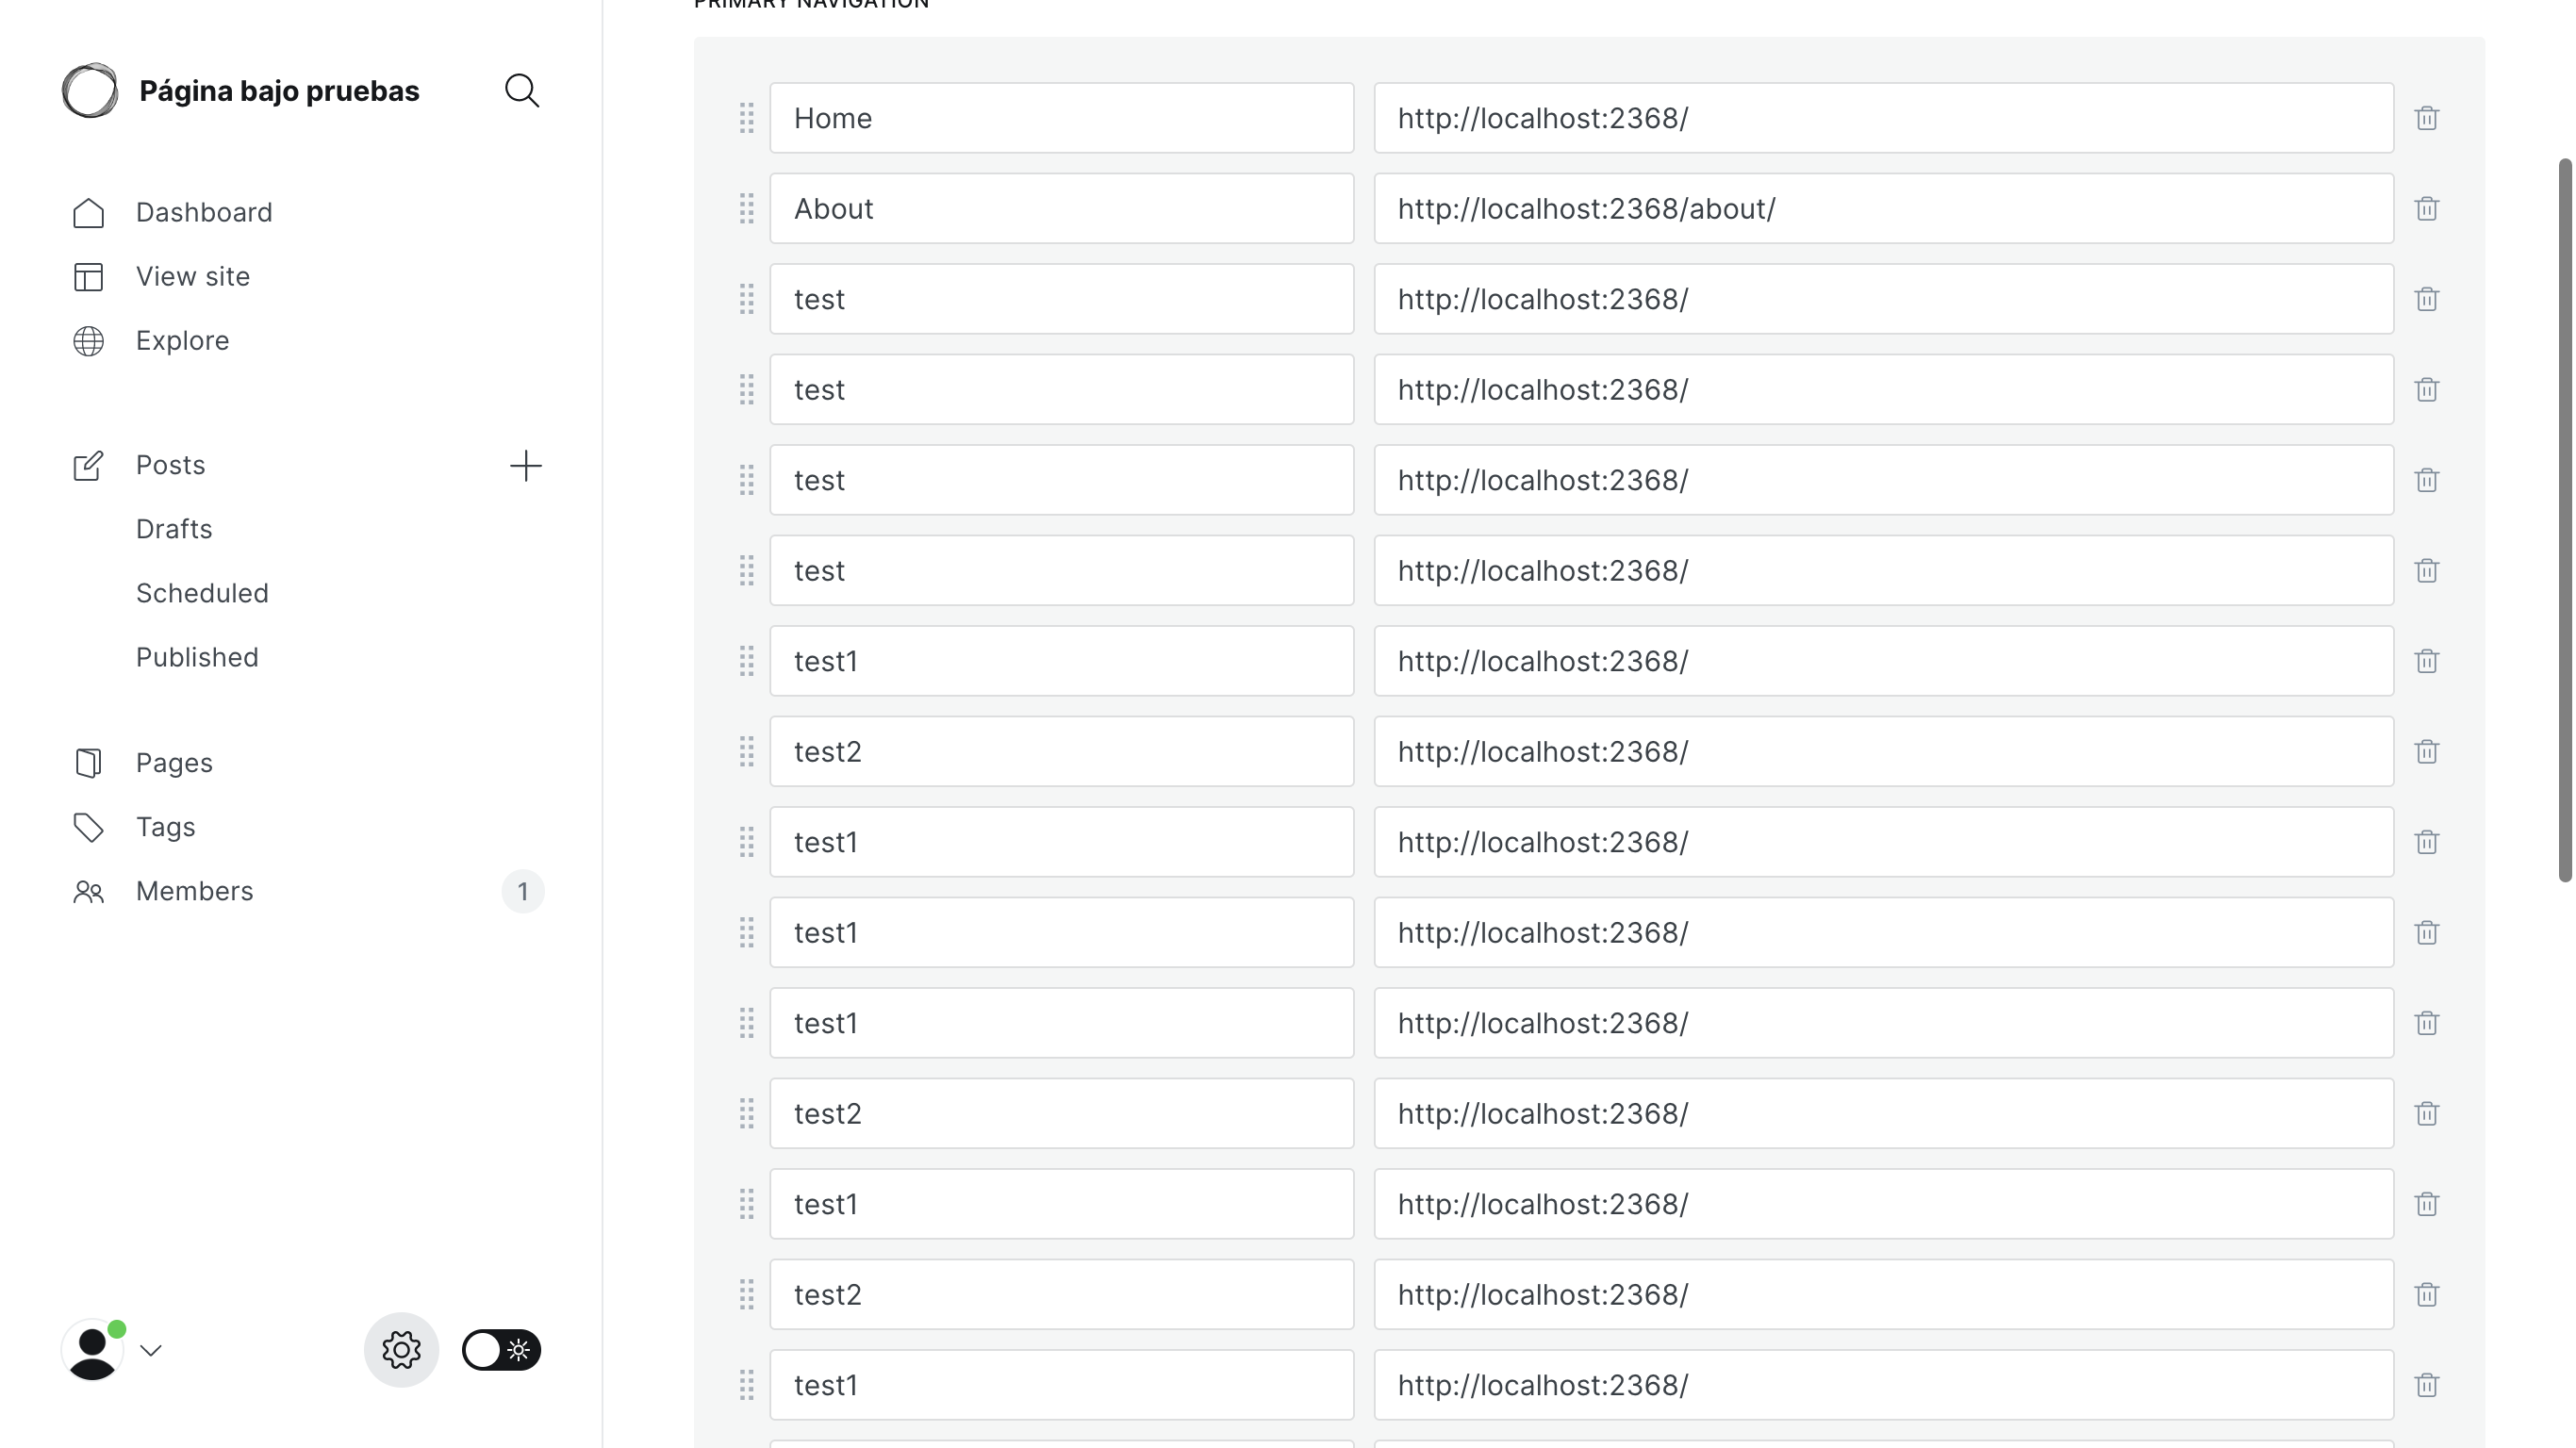 PRIMARY NAVIGATION
Página bajo pruebas
Dashboard
View site
Explore
Posts
Drafts
Scheduled
Published
Pages
Tags
Members 1
Home http://localhost:2368/
About http://localhost:2368/about/
test http://localhost:2368/
test http://localhost:2368/
test http://localhost:2368/
test http://localhost:2368/
test1 http://localhost:2368/
test2 http://localhost:2368/
test1 http://localhost:2368/
test1 http://localhost:2368/
test1 http://localhost:2368/
test2 http://localhost:2368/
test1 http://localhost:2368/
test2 http://localhost:2368/
test1 http://localhost:2368/